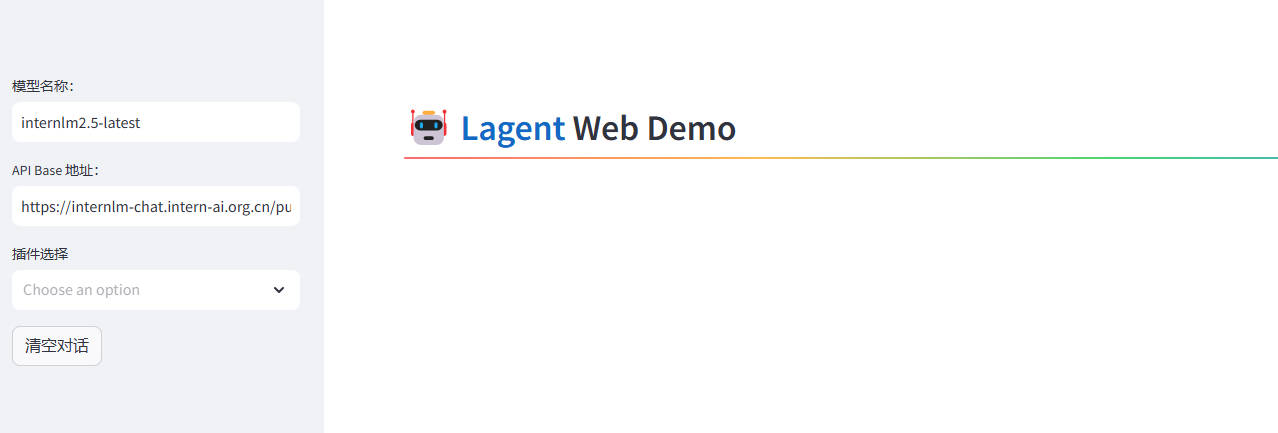 模型名称：
internlm2.5-latest
API Base 地址：
https://internlm-chat.intern-ai.org.cn/pu
插件选择
Choose an option
清空对话
Lagent Web Demo